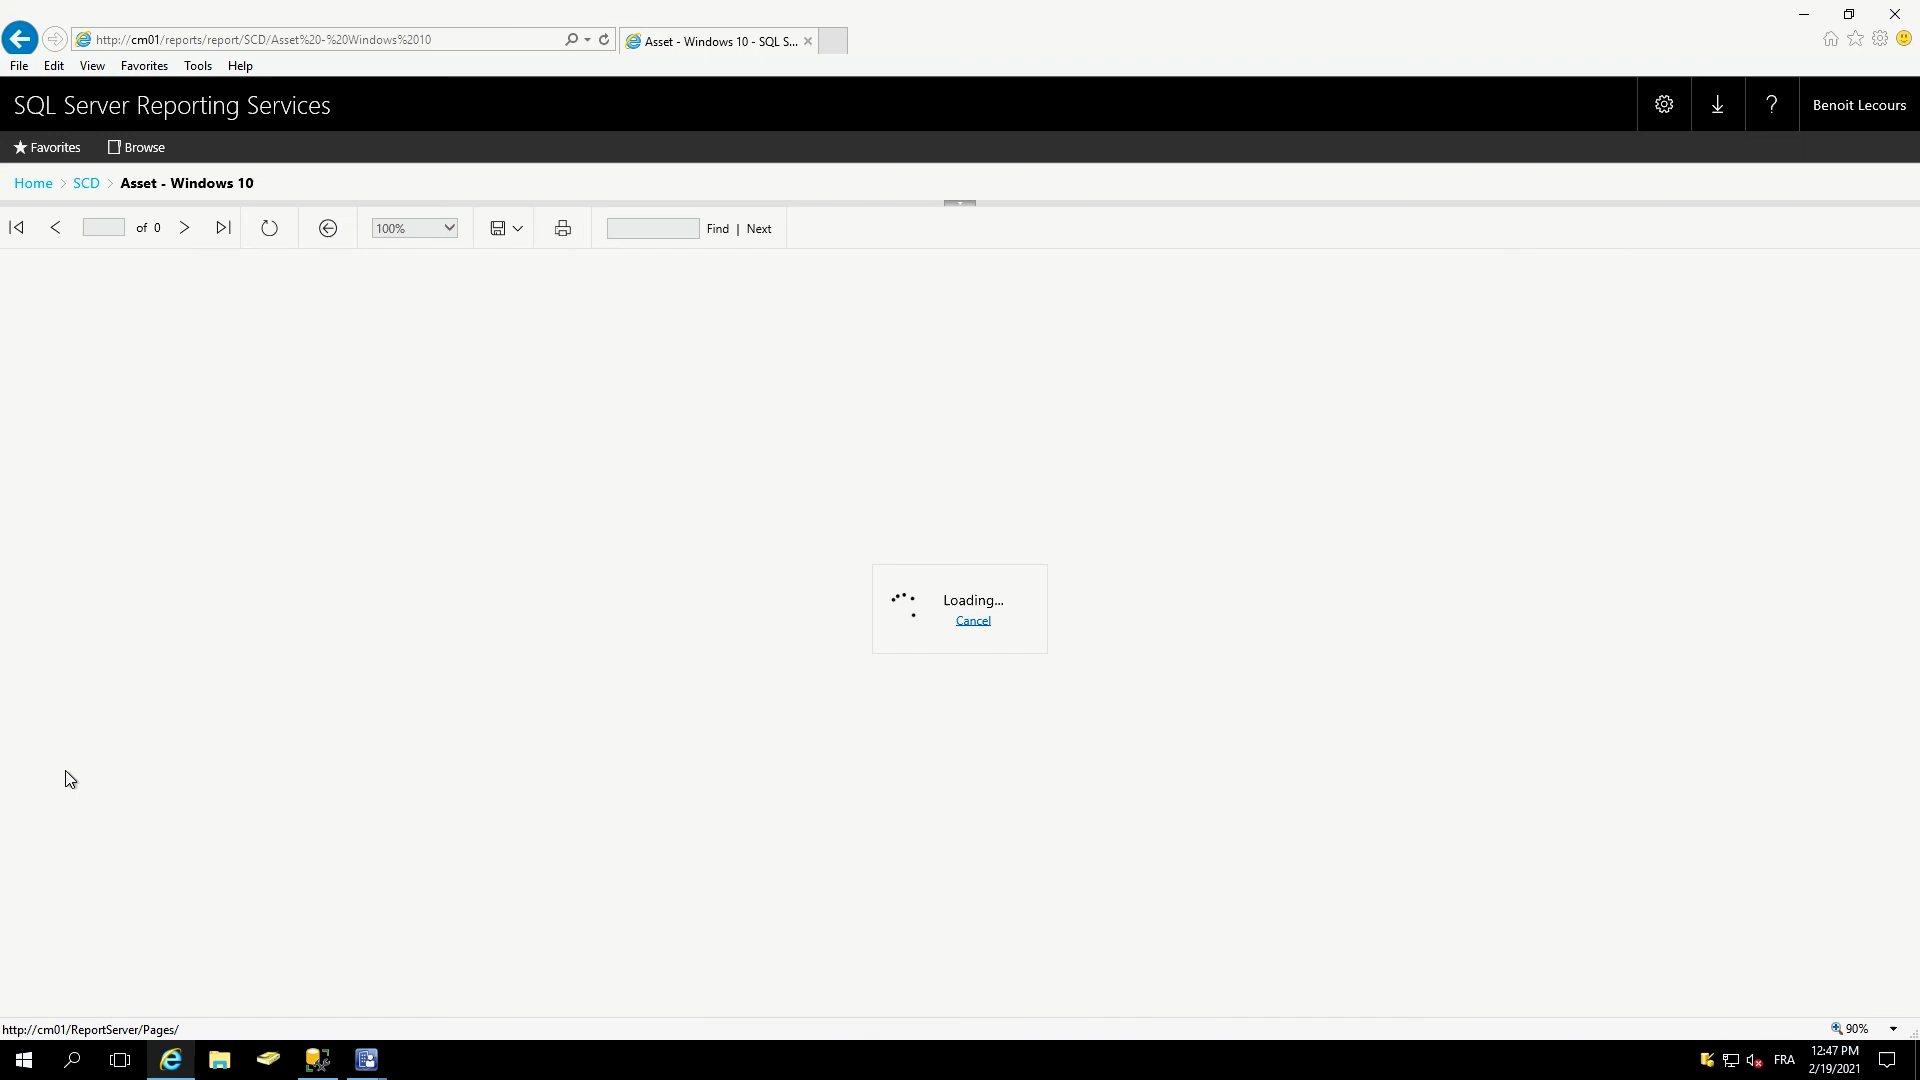 http://cm01/reports/report/SCD/Asset%20-%20Windows%2010
Asset - Windows 10 - SQL S...
File Edit View Favorites Tools Help
SQL Server Reporting Services
? Benoit Lecours
Favorites Browse
Home > SCD > Asset - Windows 10
of 0 100% Find | Next
Loading...
Cancel
http://cm01/ReportServer/Pages/
90%
FRA
12:47 PM
2/19/2021